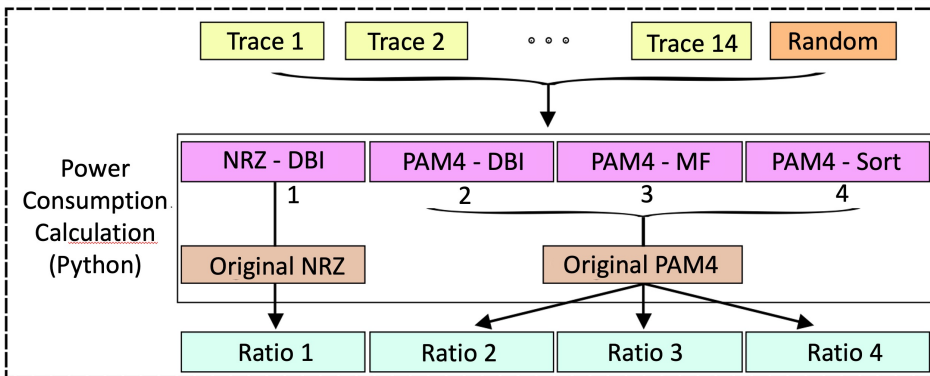 Trace 1
Trace 2
Trace 14
Random
Power
Consumption
Calculation
(Python)
NRZ - DBI
PAM4 - DBI
PAM4 - MF
PAM4 - Sort
1
2
3
4
Original NRZ
Original PAM4
Ratio 1
Ratio 2
Ratio 3
Ratio 4